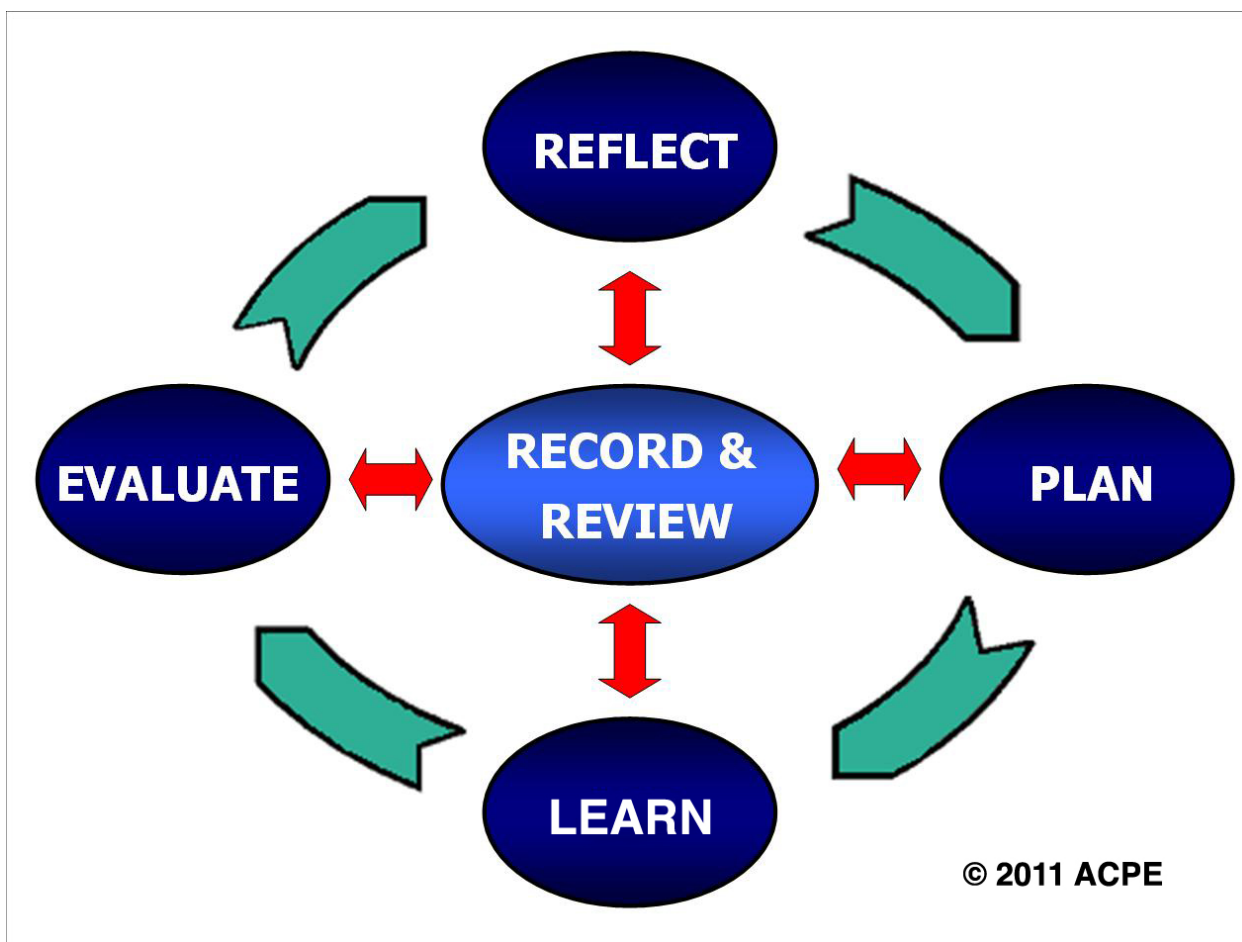 REFLECT
EVALUATE
RECORD &
REVIEW
PLAN
LEARN
© 2011 ACPE